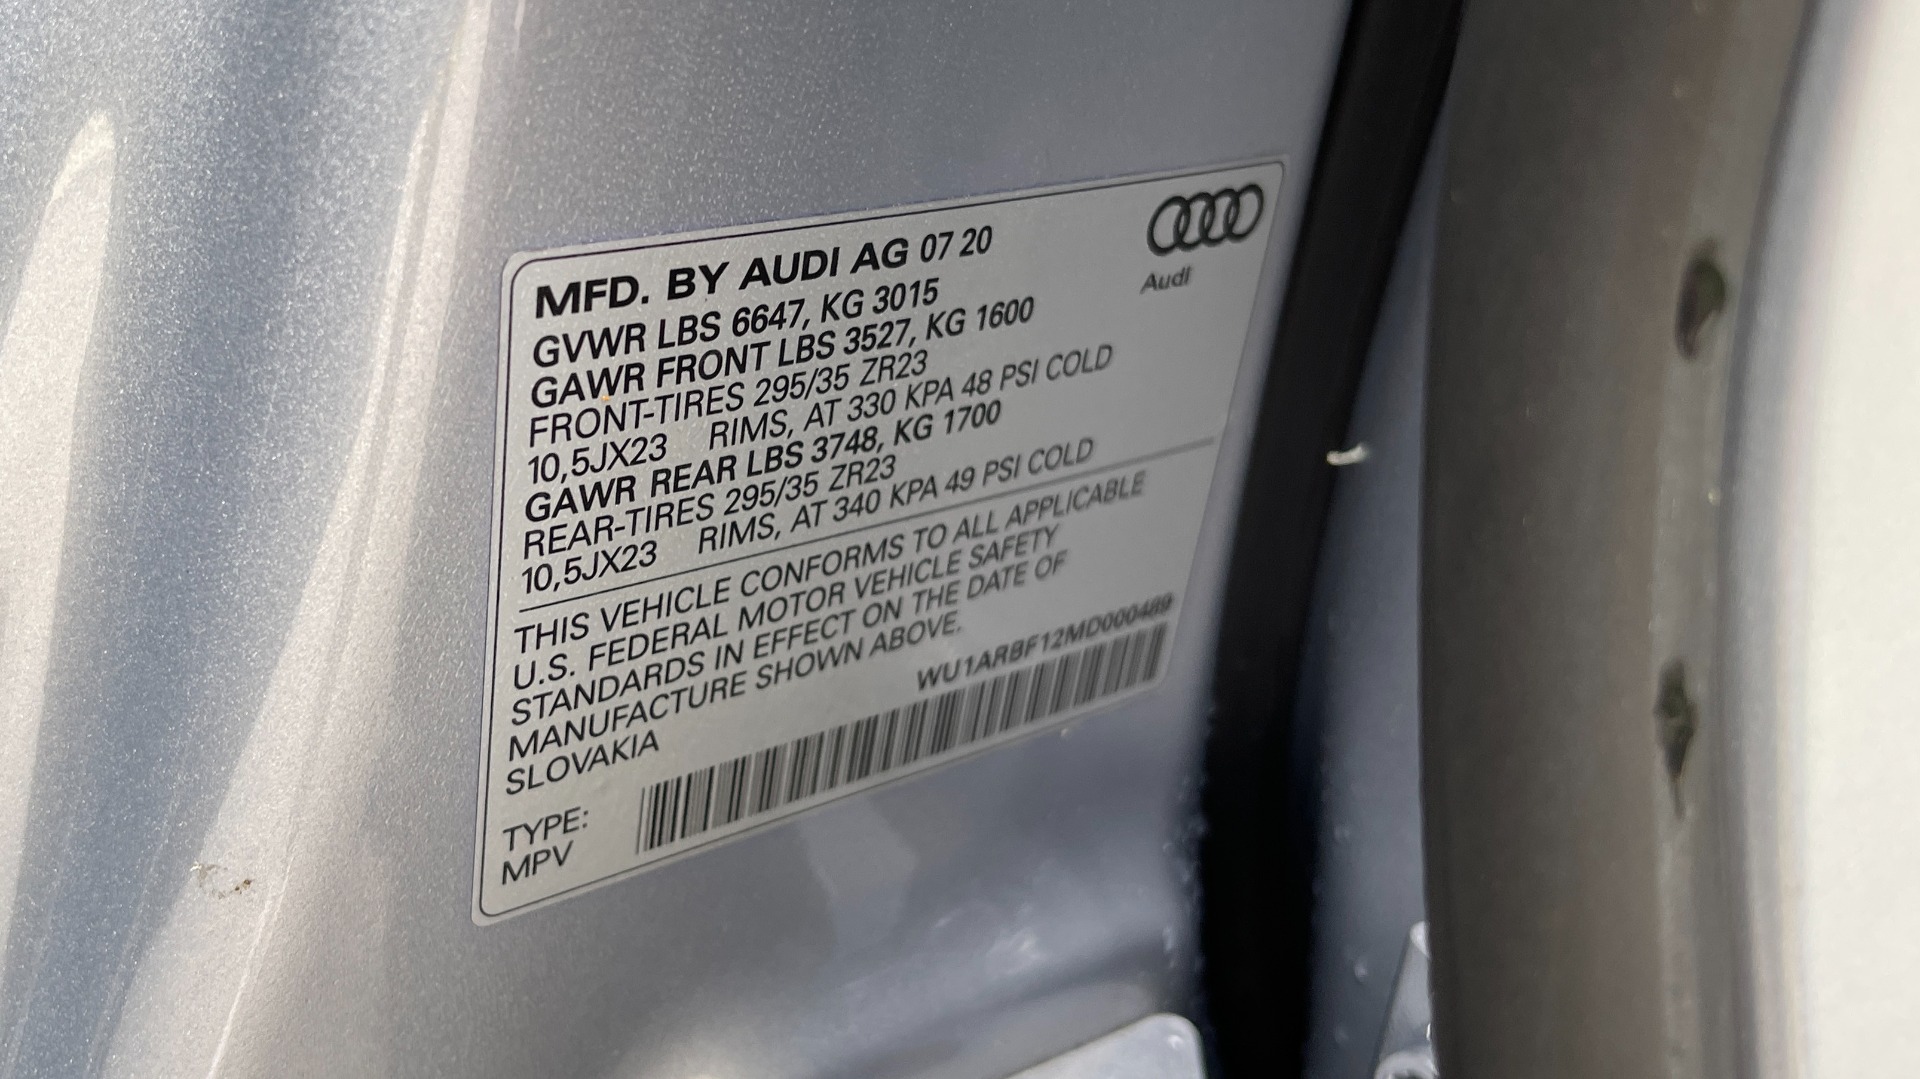 MFD. BY AUDI AG 07 20
Audi
GVWR LBS 6647, KG 3015
GAWR FRONT LBS 3527, KG 1600
FRONT-TIRES 295/35 ZR23
10,5JX23 RIMS, AT 330 KPA 48 PSI COLD
GAWR REAR LBS 3748, KG 1700
REAR-TIRES 295/35 ZR23
10,5JX23 RIMS, AT 340 KPA 49 PSI COLD
THIS VEHICLE CONFORMS TO ALL APPLICABLE
U.S. FEDERAL MOTOR VEHICLE SAFETY
STANDARDS IN EFFECT ON THE DATE OF
MANUFACTURE SHOWN ABOVE.
SLOVAKIA
WU1ARBF12MD000489
TYPE:
MPV